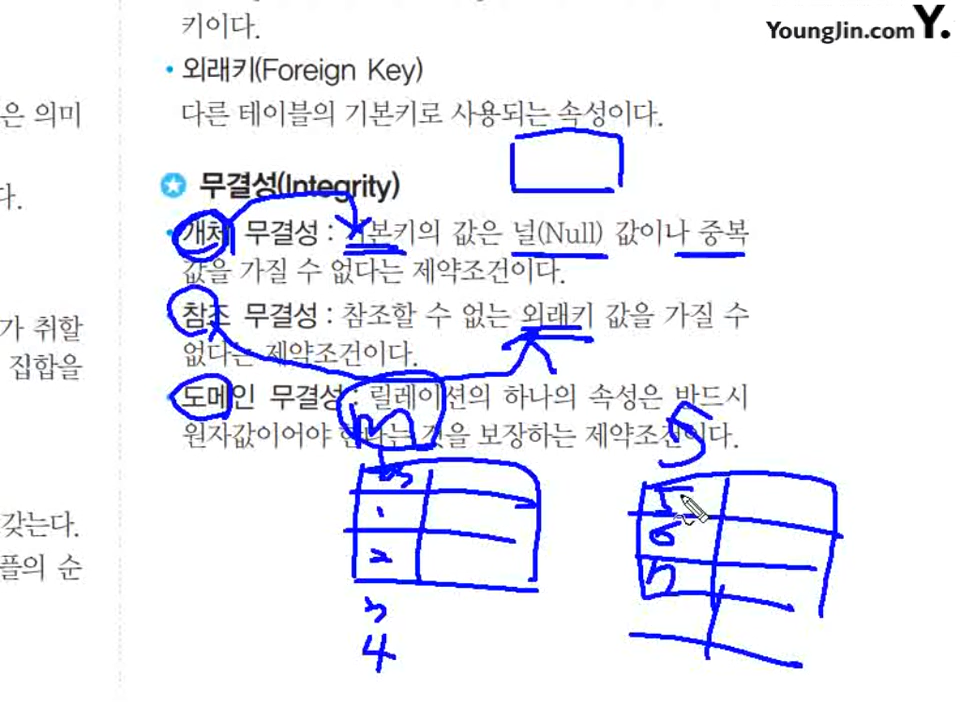 YoungJin.com Y.
키이다.
• 외래키(Foreign Key)
은 의미
다른 테이블의 기본키로 사용되는 속성이다.
다.
무결성(Integrity)
• 개체 무결성 : 기본키의 값은 널(Null) 값이나 중복
값을 가질 수 없다는 제약조건이다.
참조 무결성 : 참조할 수 없는 외래키 값을 가질 수
가 취할
없다는 제약조건이다.
집합을
• 도메인 무결성 : 릴레이션의 하나의 속성은 반드시
원자값이어야 한다는 것을 보장하는 제약조건이다.
갖는다.
플의 순
3
4